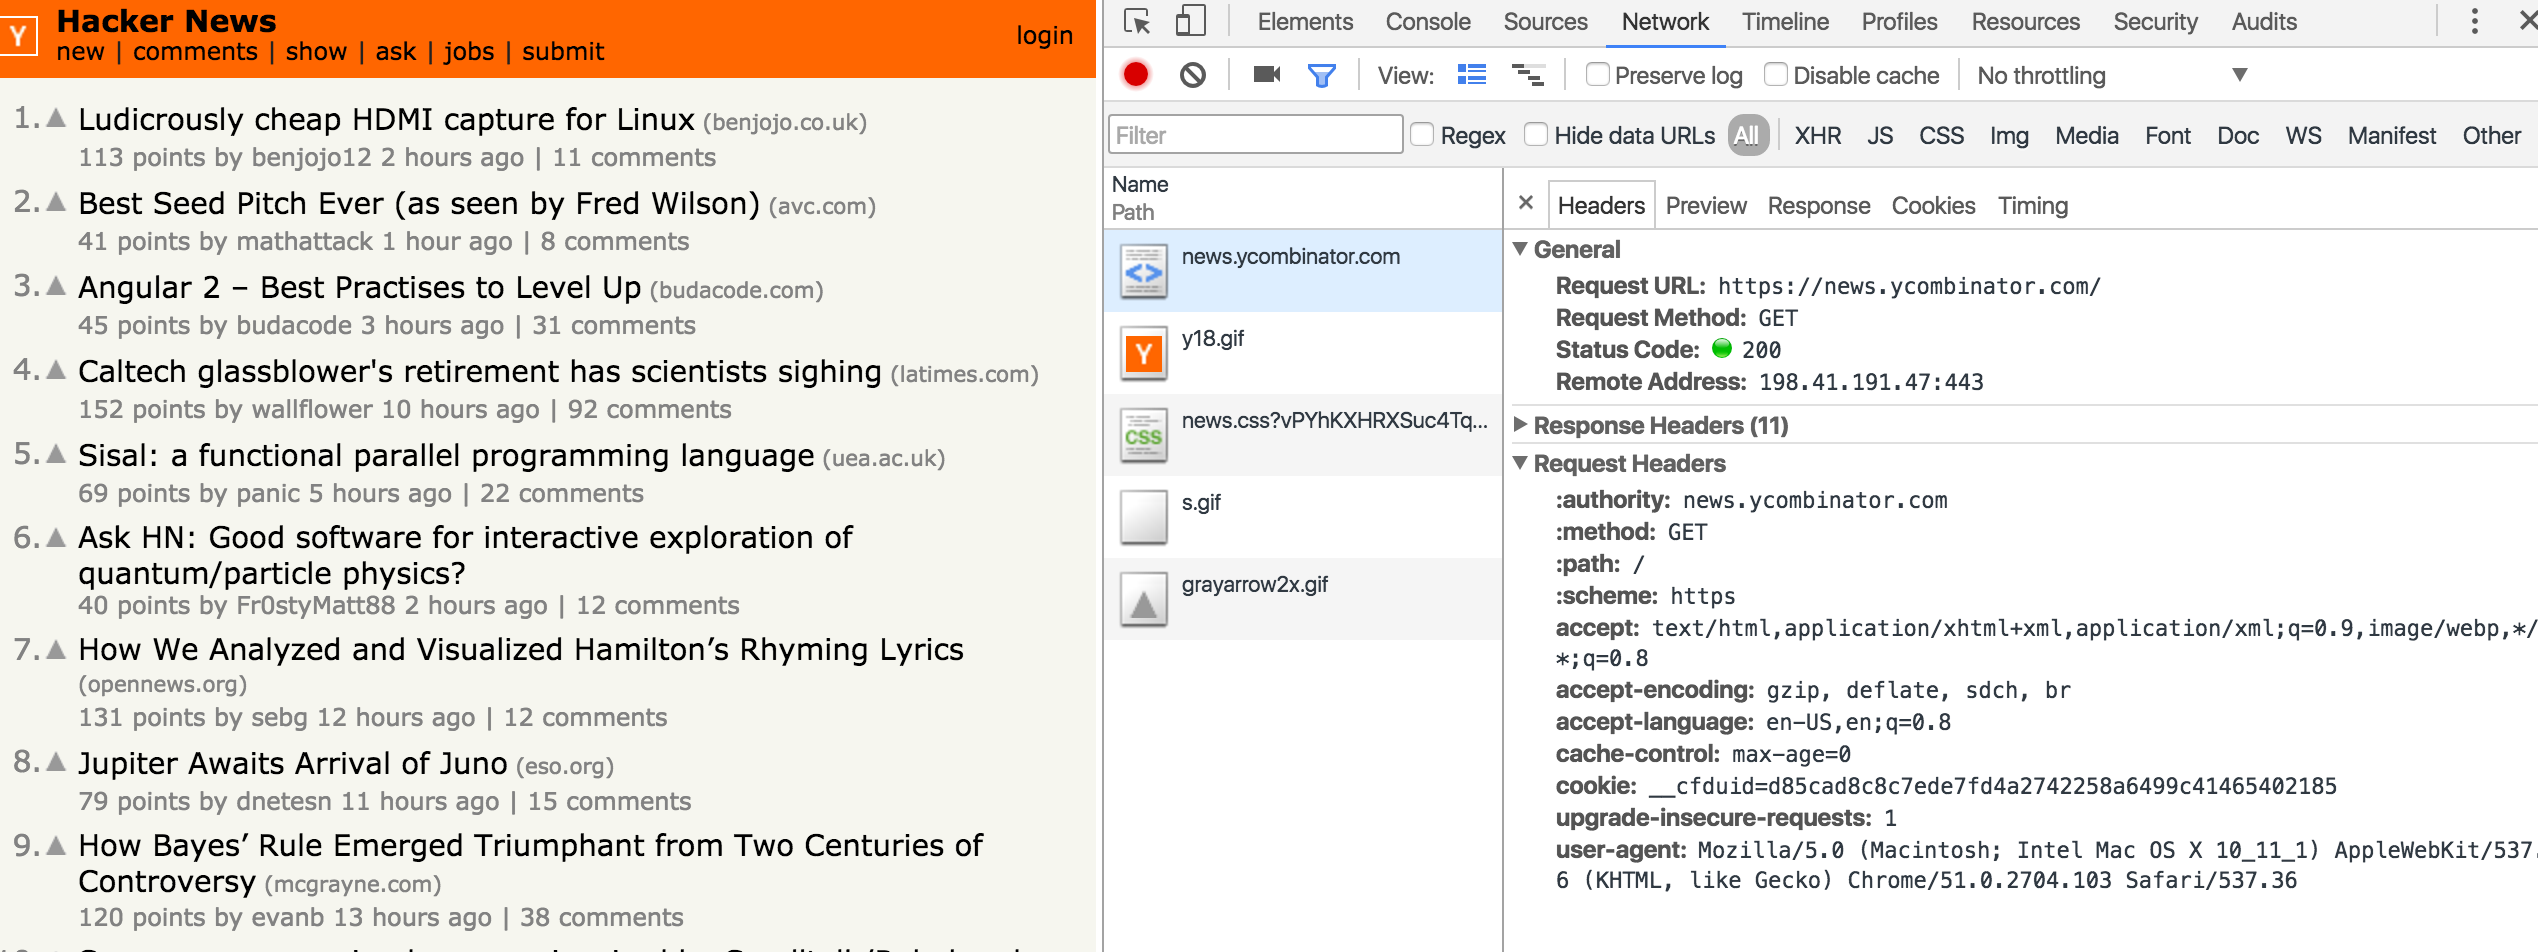 Y
Hacker News
new | comments | show | ask | jobs | submit
login
1. Ludicrously cheap HDMI capture for Linux (benjojo.co.uk)
113 points by benjojo12 2 hours ago | 11 comments
2. Best Seed Pitch Ever (as seen by Fred Wilson) (avc.com)
41 points by mathattack 1 hour ago | 8 comments
3. Angular 2 – Best Practises to Level Up (budacode.com)
45 points by budacode 3 hours ago | 31 comments
4. Caltech glassblower's retirement has scientists sighing (latimes.com)
152 points by wallflower 10 hours ago | 92 comments
5. Sisal: a functional parallel programming language (uea.ac.uk)
69 points by panic 5 hours ago | 22 comments
6. Ask HN: Good software for interactive exploration of
quantum/particle physics?
40 points by Fr0styMatt88 2 hours ago | 12 comments
7. How We Analyzed and Visualized Hamilton’s Rhyming Lyrics
(opennews.org)
131 points by sebg 12 hours ago | 12 comments
8. Jupiter Awaits Arrival of Juno (eso.org)
79 points by dnetesn 11 hours ago | 15 comments
9. How Bayes’ Rule Emerged Triumphant from Two Centuries of
Controversy (mcgrayne.com)
120 points by evanb 13 hours ago | 38 comments
Elements Console Sources Network Timeline Profiles Resources Security Audits
View: Preserve log Disable cache No throttling
Filter Regex Hide data URLs All XHR JS CSS Img Media Font Doc WS Manifest Other
Name
Path
news.ycombinator.com
Y
y18.gif
CSS
news.css?vPYhKXHRXSuc4Tq...
s.gif
grayarrow2x.gif
Headers Preview Response Cookies Timing
General
Request URL: https://news.ycombinator.com/
Request Method: GET
Status Code: 200
Remote Address: 198.41.191.47:443
Response Headers (11)
Request Headers
:authority: news.ycombinator.com
:method: GET
:path: /
:scheme: https
accept: text/html,application/xhtml+xml,application/xml;q=0.9,image/webp,*/
*;q=0.8
accept-encoding: gzip, deflate, sdch, br
accept-language: en-US,en;q=0.8
cache-control: max-age=0
cookie: __cfduid=d85cad8c8c7ede7fd4a2742258a6499c41465402185
upgrade-insecure-requests: 1
user-agent: Mozilla/5.0 (Macintosh; Intel Mac OS X 10_11_1) AppleWebKit/537.
6 (KHTML, like Gecko) Chrome/51.0.2704.103 Safari/537.36